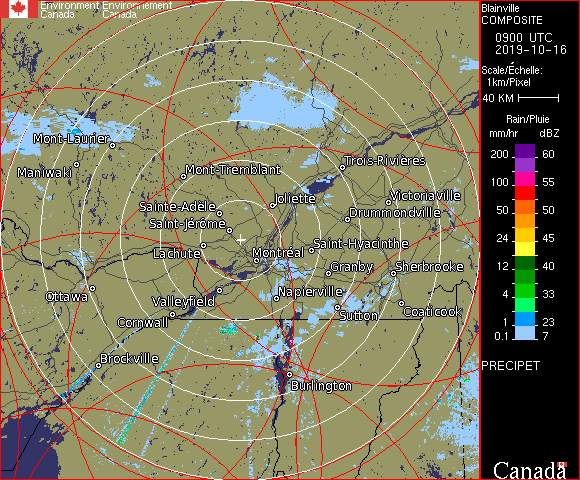 Environment Environnement
Canada Canada
Blainville
COMPOSITE
0900 UTC
2019-10-16
Scale/Échelle:
1km/Pixel
40 KM
Rain/Pluie
mm/hr dBZ
200 60
100 55
50 50
24 45
12 40
4 33
1 23
0.1 7
PRECIPET
Canada
Mont-Laurier
Maniwaki
Mont-Tremblant
Trois-Rivières
Sainte-Adèle
Joliette
Victoriaville
Saint-Jérôme
Drummondville
Lachute
Montréal
Saint-Hyacinthe
Granby
Sherbrooke
Ottawa
Valleyfield
Napierville
Cornwall
Sutton
Coaticook
Brockville
Burlington